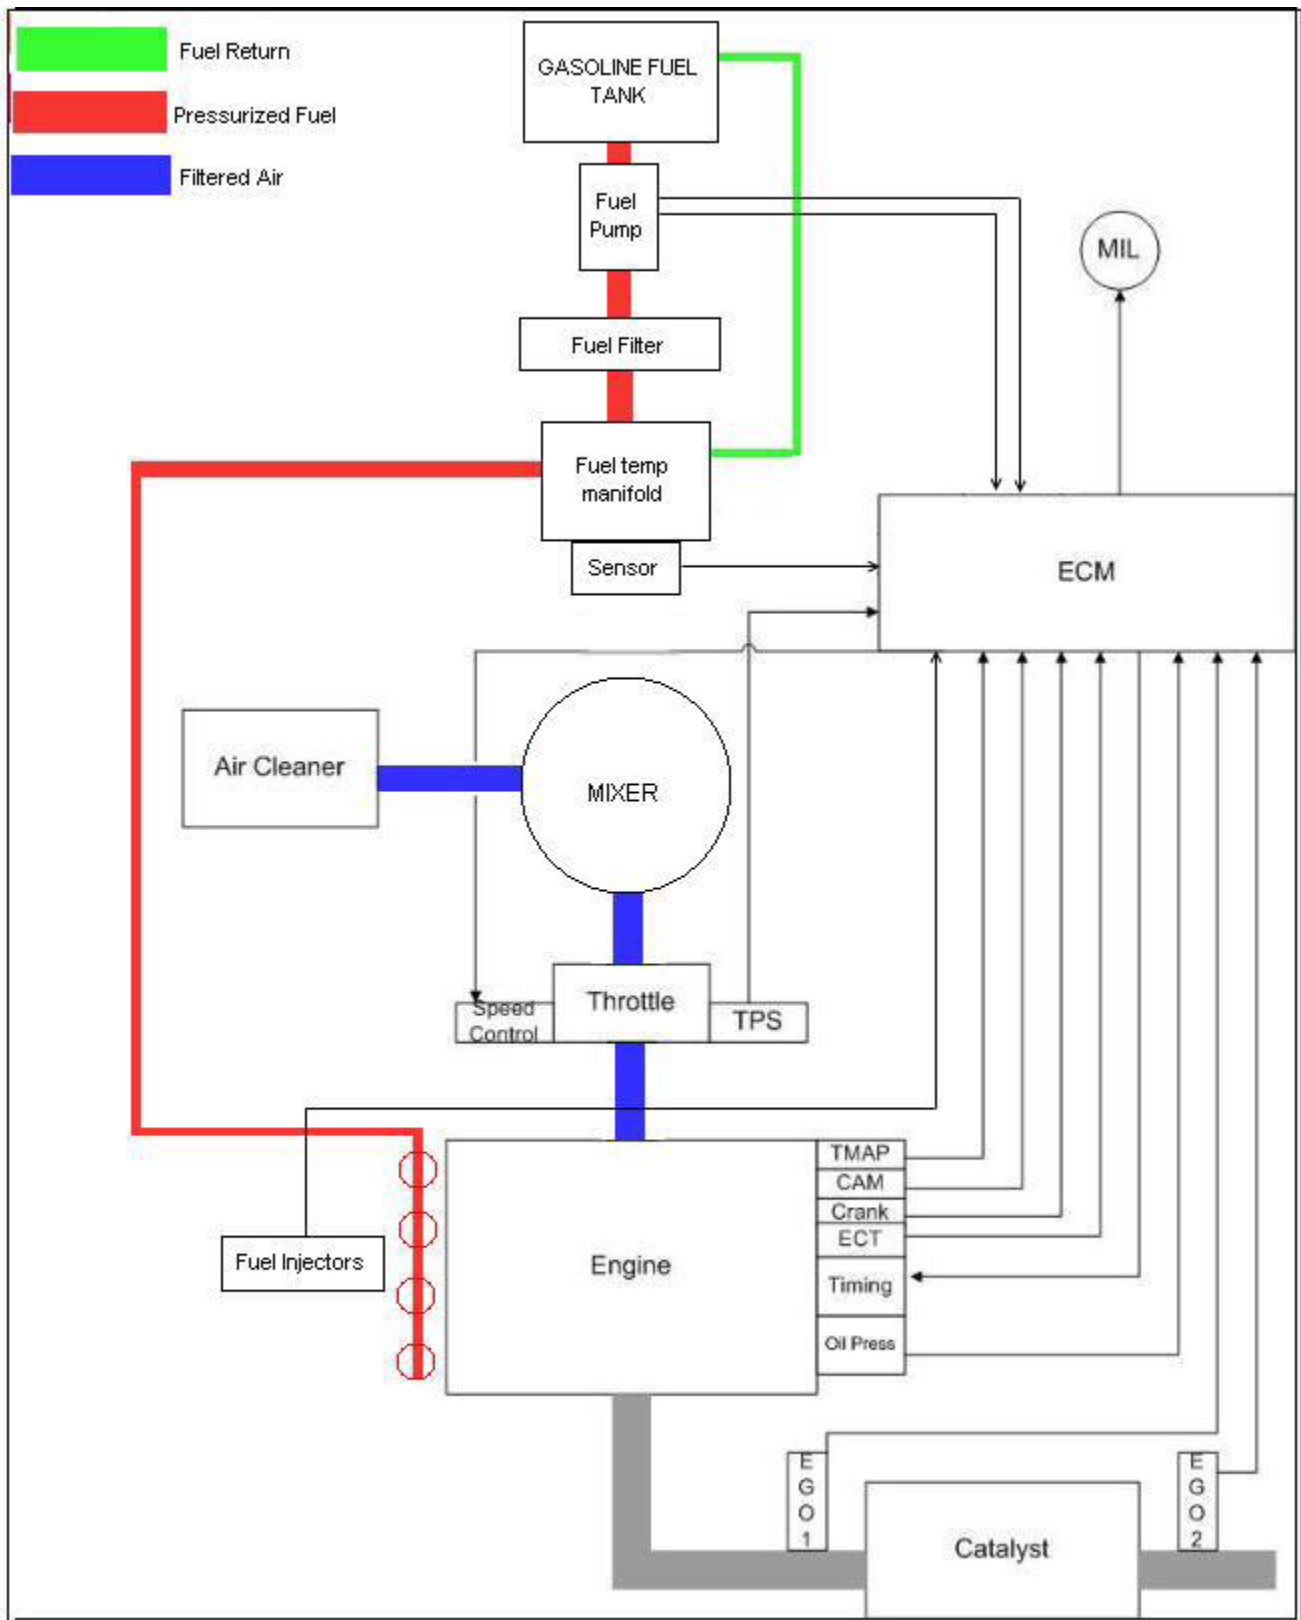 Fuel Return
Pressurized Fuel
Filtered Air
GASOLINE FUEL
TANK
Fuel
Pump
MIL
Fuel Filter
Fuel temp
manifold
Sensor
ECM
Air Cleaner
MIXER
Throttle
Speed
Control
TPS
TMAP
CAM
Crank
ECT
Timing
Oil Press
Engine
Fuel Injectors
E
G
O
1
E
G
O
2
Catalyst